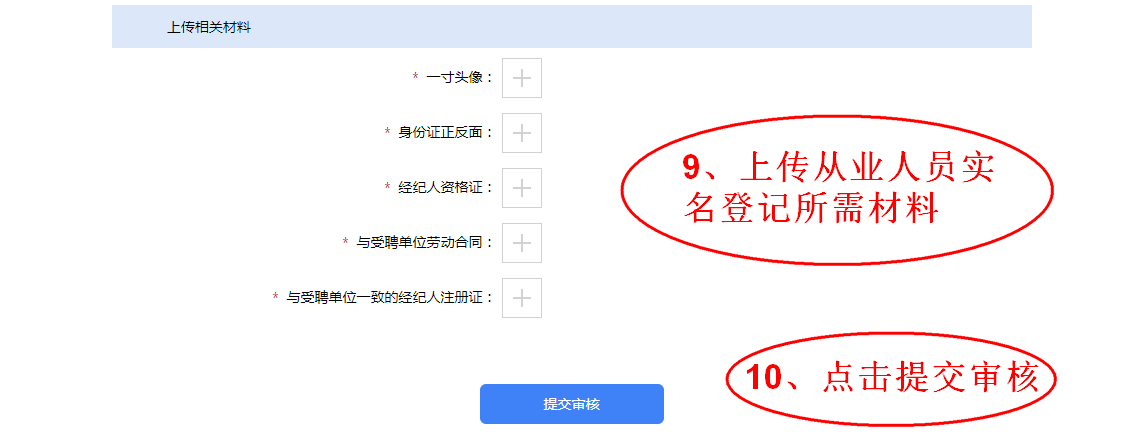 上传相关材料
* 一寸头像：
* 身份证正反面：
* 经纪人资格证：
* 与受聘单位劳动合同：
* 与受聘单位一致的经纪人注册证：
9、上传从业人员实
名登记所需材料
10、点击提交审核
提交审核